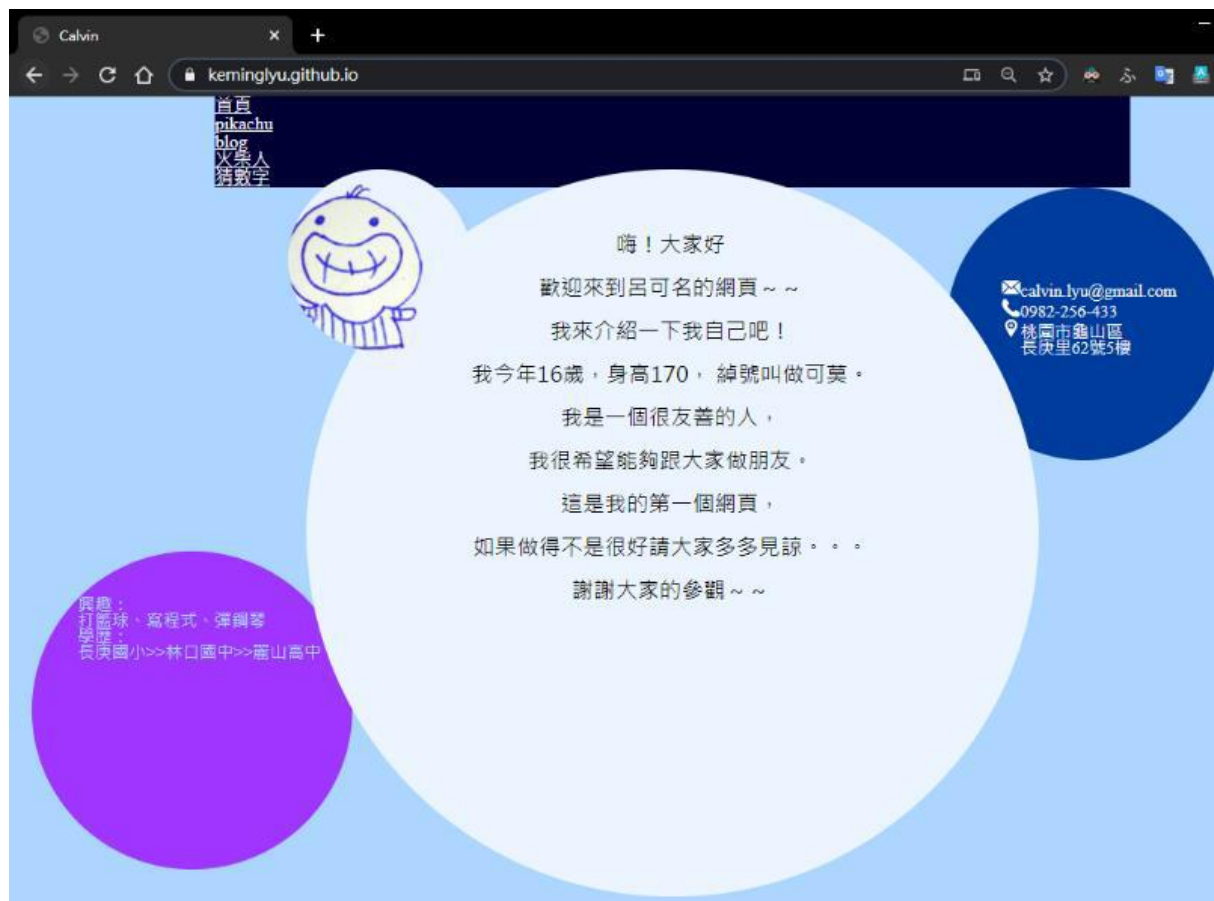 Calvin
keminglyu.github.io
首頁
pikachu
blog
火柴人
猜數字
嗨！大家好
歡迎來到呂可名的網頁～～
我來介紹一下我自己吧！
我今年16歲，身高170， 綽號叫做可莫。
我是一個很友善的人，
我很希望能夠跟大家做朋友。
這是我的第一個網頁，
如果做得不是很好請大家多多見諒。。。
謝謝大家的參觀～～
calvin.lyu@gmail.com
0982-256-433
桃園市龜山區
長庚里62號5樓
興趣：
打籃球、寫程式、彈鋼琴
學歷：
長庚國小>>林口國中>>麗山高中